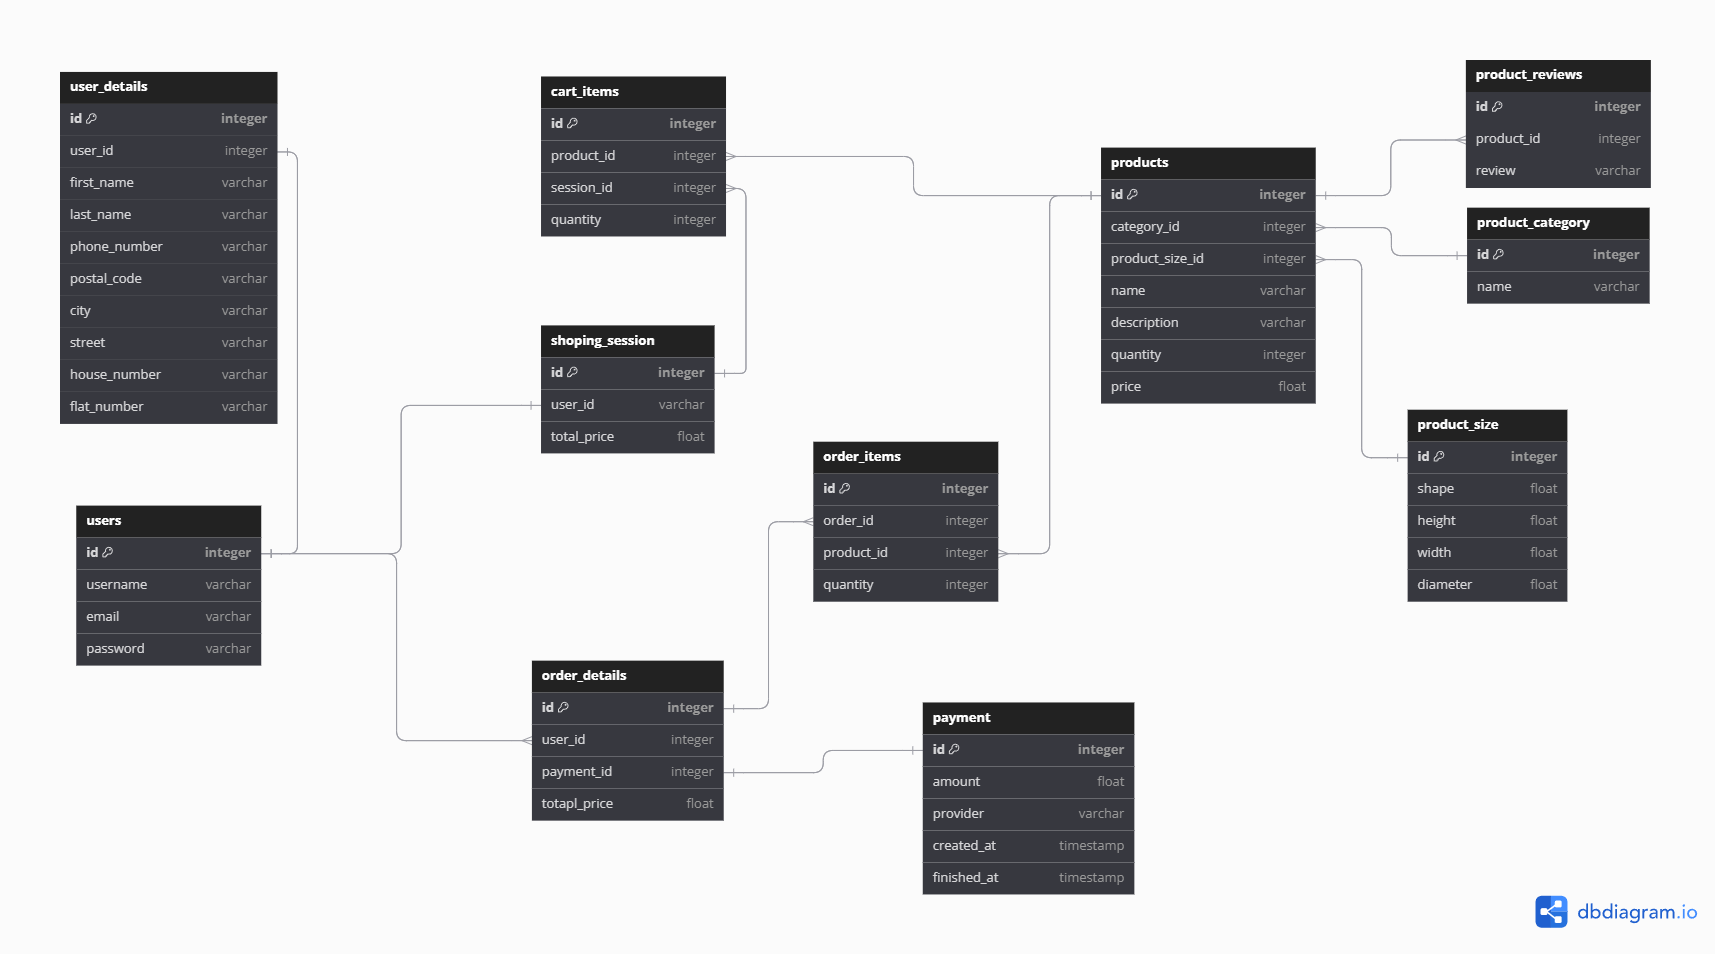 user_details
id integer
user_id integer
first_name varchar
last_name varchar
phone_number varchar
postal_code varchar
city varchar
street varchar
house_number varchar
flat_number varchar
users
id integer
username varchar
email varchar
password varchar
cart_items
id integer
product_id integer
session_id integer
quantity integer
shoping_session
id integer
user_id varchar
total_price float
order_items
id integer
order_id integer
product_id integer
quantity integer
order_details
id integer
user_id integer
payment_id integer
totapl_price float
payment
id integer
amount float
provider varchar
created_at timestamp
finished_at timestamp
products
id integer
category_id integer
product_size_id integer
name varchar
description varchar
quantity integer
price float
product_reviews
id integer
product_id integer
review varchar
product_category
id integer
name varchar
product_size
id integer
shape float
height float
width float
diameter float
dbdiagram.io